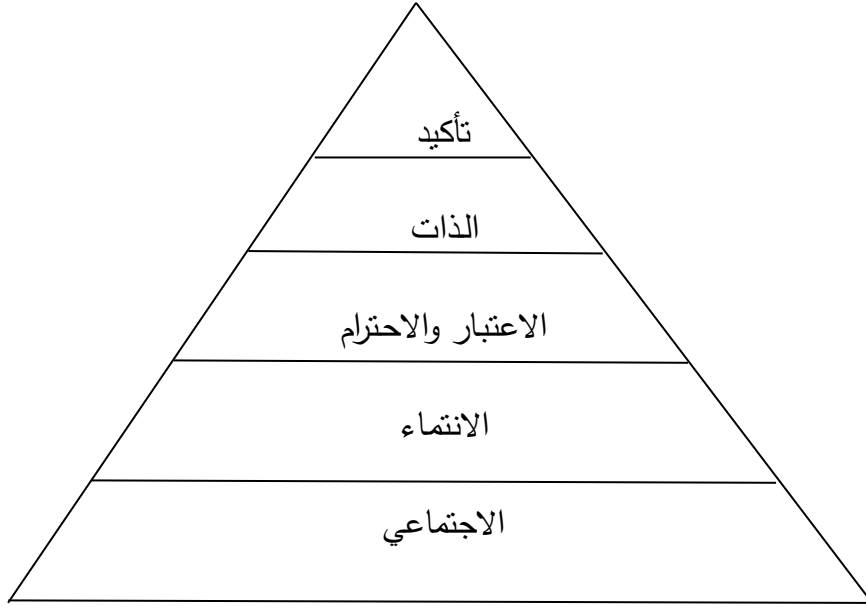 تأكيد
الذات
الاعتبار والاحترام
الانتماء
الاجتماعي